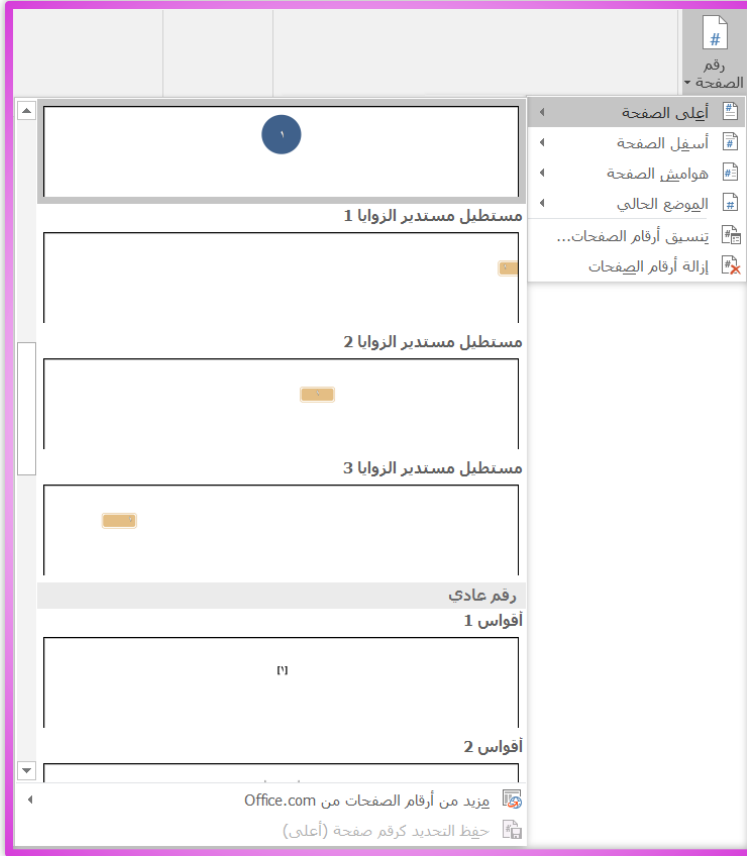 رقم
الصفحة
أعلى الصفحة
أسفل الصفحة
هوامش الصفحة
الموضع الحالي
تنسيق أرقام الصفحات...
إزالة أرقام الصفحات
١
مستطيل مستدير الزوايا 1
مستطيل مستدير الزوايا 2
مستطيل مستدير الزوايا 3
رقم عادي
أقواس 1
[١]
أقواس 2
مزيد من أرقام الصفحات من Office.com
حفظ التحديد كرقم صفحة (أعلى)